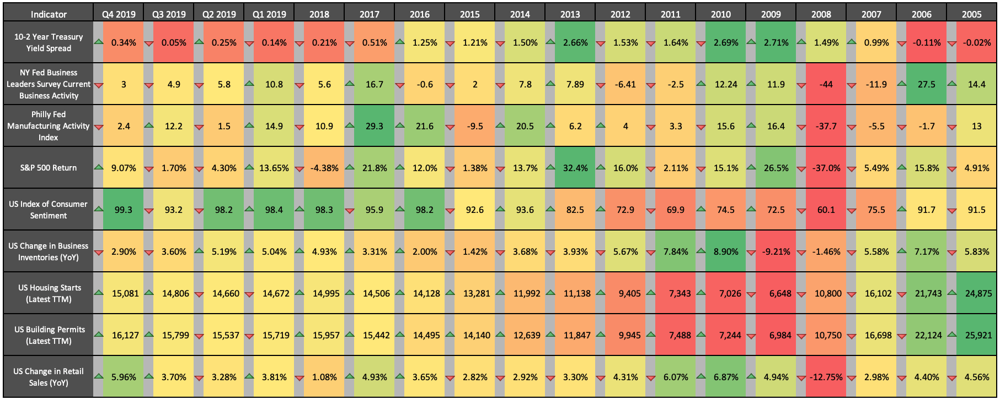 Indicator Q4 2019 Q3 2019 Q2 2019 Q1 2019 2018 2017 2016 2015 2014 2013 2012 2011 2010 2009 2008 2007 2006 2005
10-2 Year Treasury
Yield Spread 0.34% 0.05% 0.25% 0.14% 0.21% 0.51% 1.25% 1.21% 1.50% 2.66% 1.53% 1.64% 2.69% 2.71% 1.49% 0.99% -0.11% -0.02%
NY Fed Business
Leaders Survey Current
Business Activity 3 4.9 5.8 10.8 5.6 16.7 -0.6 2 7.8 7.89 -6.41 -2.5 12.24 11.9 -44 -11.9 27.5 14.4
Philly Fed
Manufacturing Activity
Index 2.4 12.2 1.5 14.9 10.9 29.3 21.6 -9.5 20.5 6.2 4 3.3 15.6 16.4 -37.7 -5.5 -1.7 13
S&P 500 Return 9.07% 1.70% 4.30% 13.65% -4.38% 21.8% 12.0% 1.38% 13.7% 32.4% 16.0% 2.11% 15.1% 26.5% -37.0% 5.49% 15.8% 4.91%
US Index of Consumer
Sentiment 99.3 93.2 98.2 98.4 98.3 95.9 98.2 92.6 93.6 82.5 72.9 69.9 74.5 72.5 60.1 75.5 91.7 91.5
US Change in Business
Inventories (YoY) 2.90% 3.60% 5.19% 5.04% 4.93% 3.31% 2.00% 1.42% 3.68% 3.93% 5.67% 7.84% 8.90% -9.21% -1.46% 5.58% 7.17% 5.83%
US Housing Starts
(Latest TTM) 15,081 14,806 14,660 14,672 14,995 14,506 14,128 13,281 11,992 11,138 9,405 7,343 7,026 6,648 10,800 16,102 21,743 24,875
US Building Permits
(Latest TTM) 16,127 15,799 15,537 15,719 15,957 15,442 14,495 14,140 12,639 11,847 9,945 7,488 7,244 6,984 10,750 16,698 22,124 25,921
US Change in Retail
Sales (YoY) 5.96% 3.70% 3.28% 3.81% 1.08% 4.93% 3.65% 2.82% 2.92% 3.30% 4.31% 6.07% 6.87% 4.94% -12.75% 2.98% 4.40% 4.56%